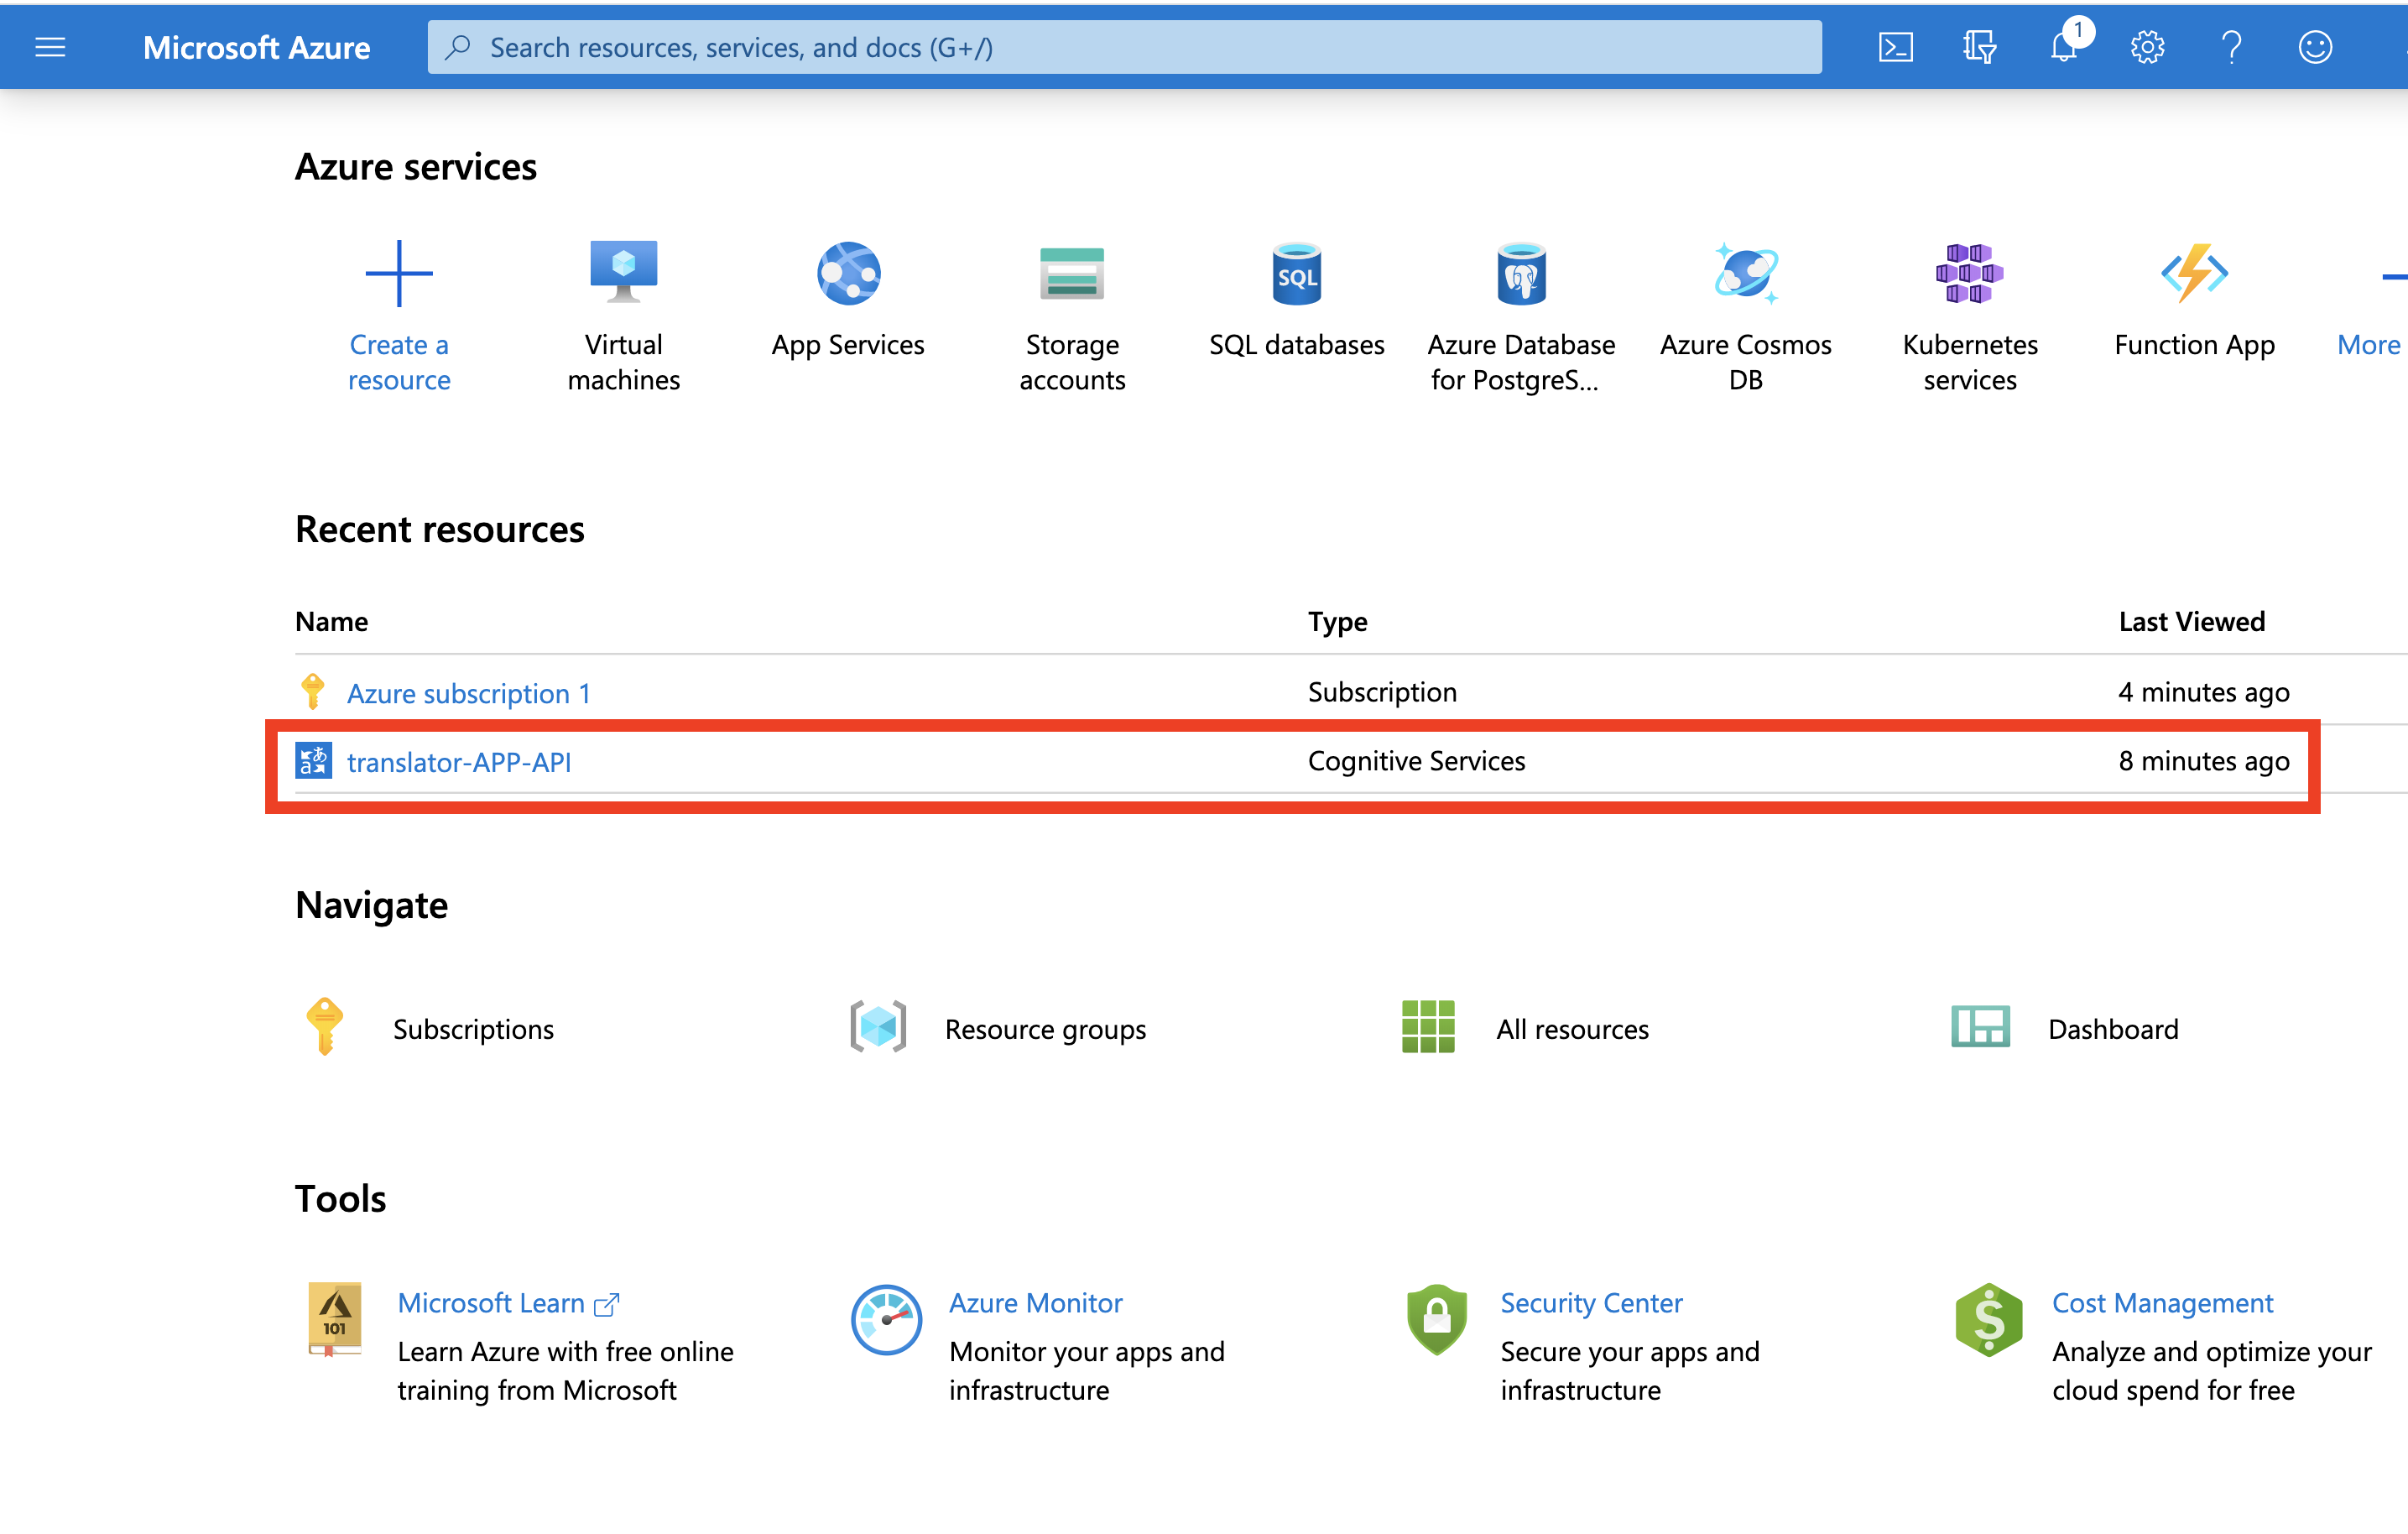 Microsoft Azure
Search resources, services, and docs (G+/)
1
Azure services
Create a
resource
Virtual
machines
App Services
Storage
accounts
SQL
SQL databases
Azure Database
for PostgreS...
Azure Cosmos
DB
Kubernetes
services
Function App
More
Recent resources
Name Type Last Viewed
Azure subscription 1 Subscription 4 minutes ago
あ
a
translator-APP-API Cognitive Services 8 minutes ago
Navigate
Subscriptions Resource groups All resources Dashboard
Tools
101
Microsoft Learn
Learn Azure with free online
training from Microsoft
Azure Monitor
Monitor your apps and
infrastructure
Security Center
Secure your apps and
infrastructure
$
Cost Management
Analyze and optimize your
cloud spend for free